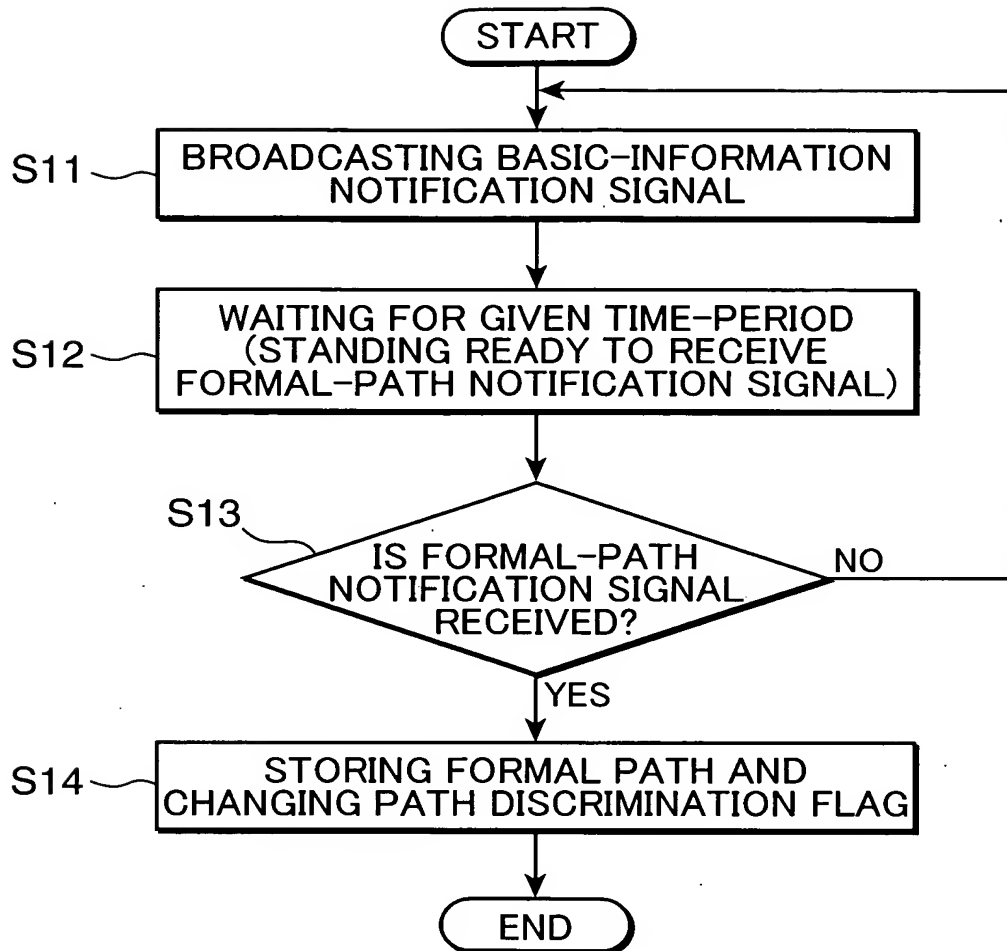 START
S11
BROADCASTING BASIC-INFORMATION
NOTIFICATION SIGNAL
S12
WAITING FOR GIVEN TIME-PERIOD
(STANDING READY TO RECEIVE
FORMAL-PATH NOTIFICATION SIGNAL)
S13
IS FORMAL-PATH
NOTIFICATION SIGNAL
RECEIVED?
NO
YES
S14
STORING FORMAL PATH AND
CHANGING PATH DISCRIMINATION FLAG
END